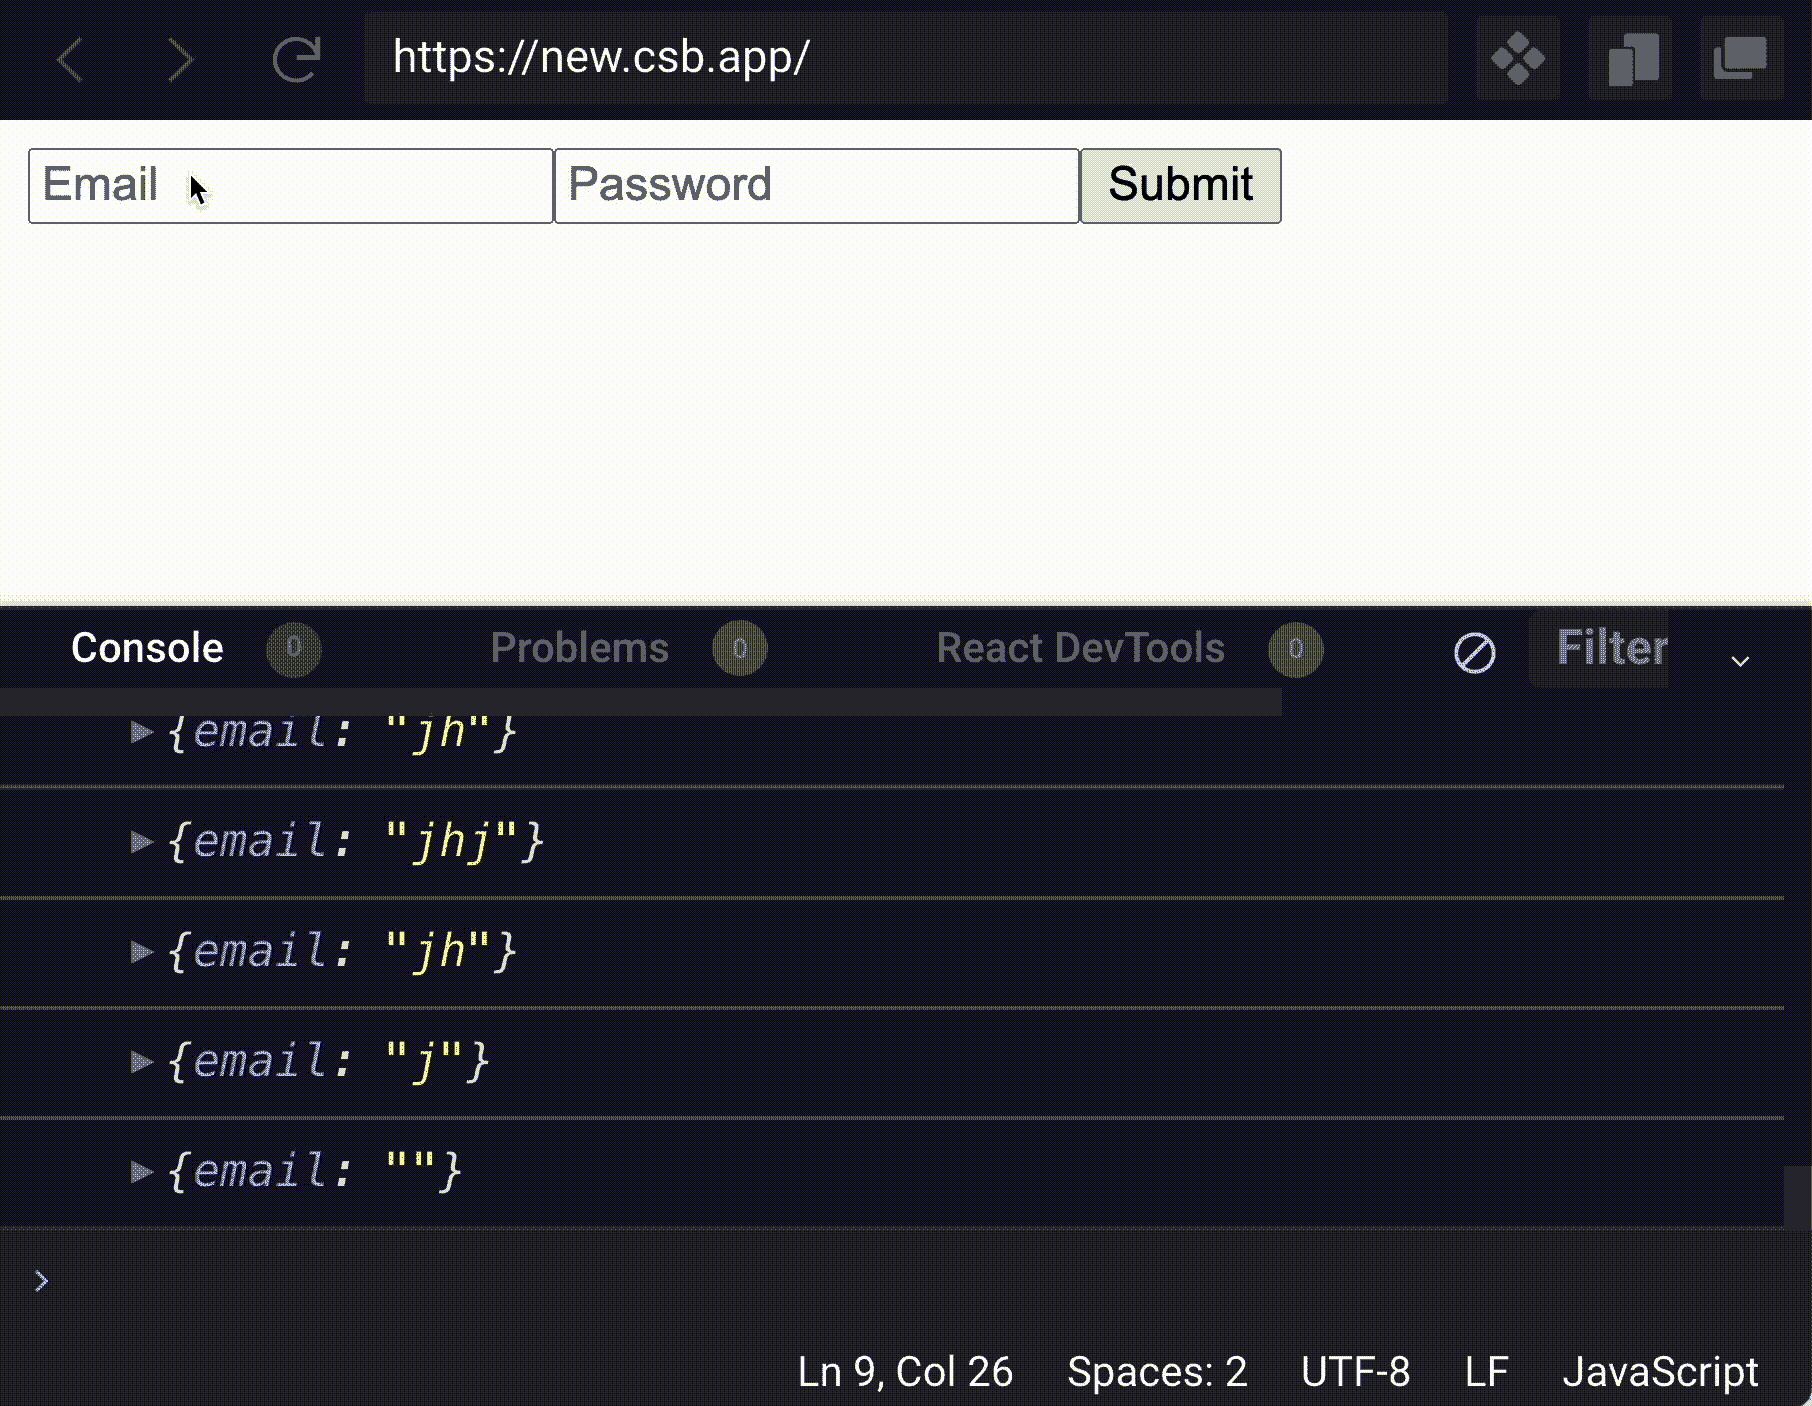 https://new.csb.app/
Email Password Submit
Console 0 Problems 0 React DevTools 0 Filter
▶ {email: "jh"}
▶ {email: "jhj"}
▶ {email: "jh"}
▶ {email: "j"}
▶ {email: ""}
›
Ln 9, Col 26 Spaces: 2 UTF-8 LF JavaScript